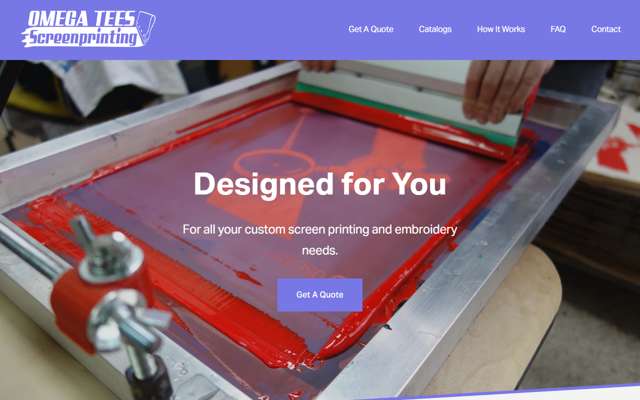 OMEGA TEES
Screenprinting
Get A Quote
Catalogs
How It Works
FAQ
Contact
Designed for You
For all your custom screen printing and embroidery
needs.
Get A Quote